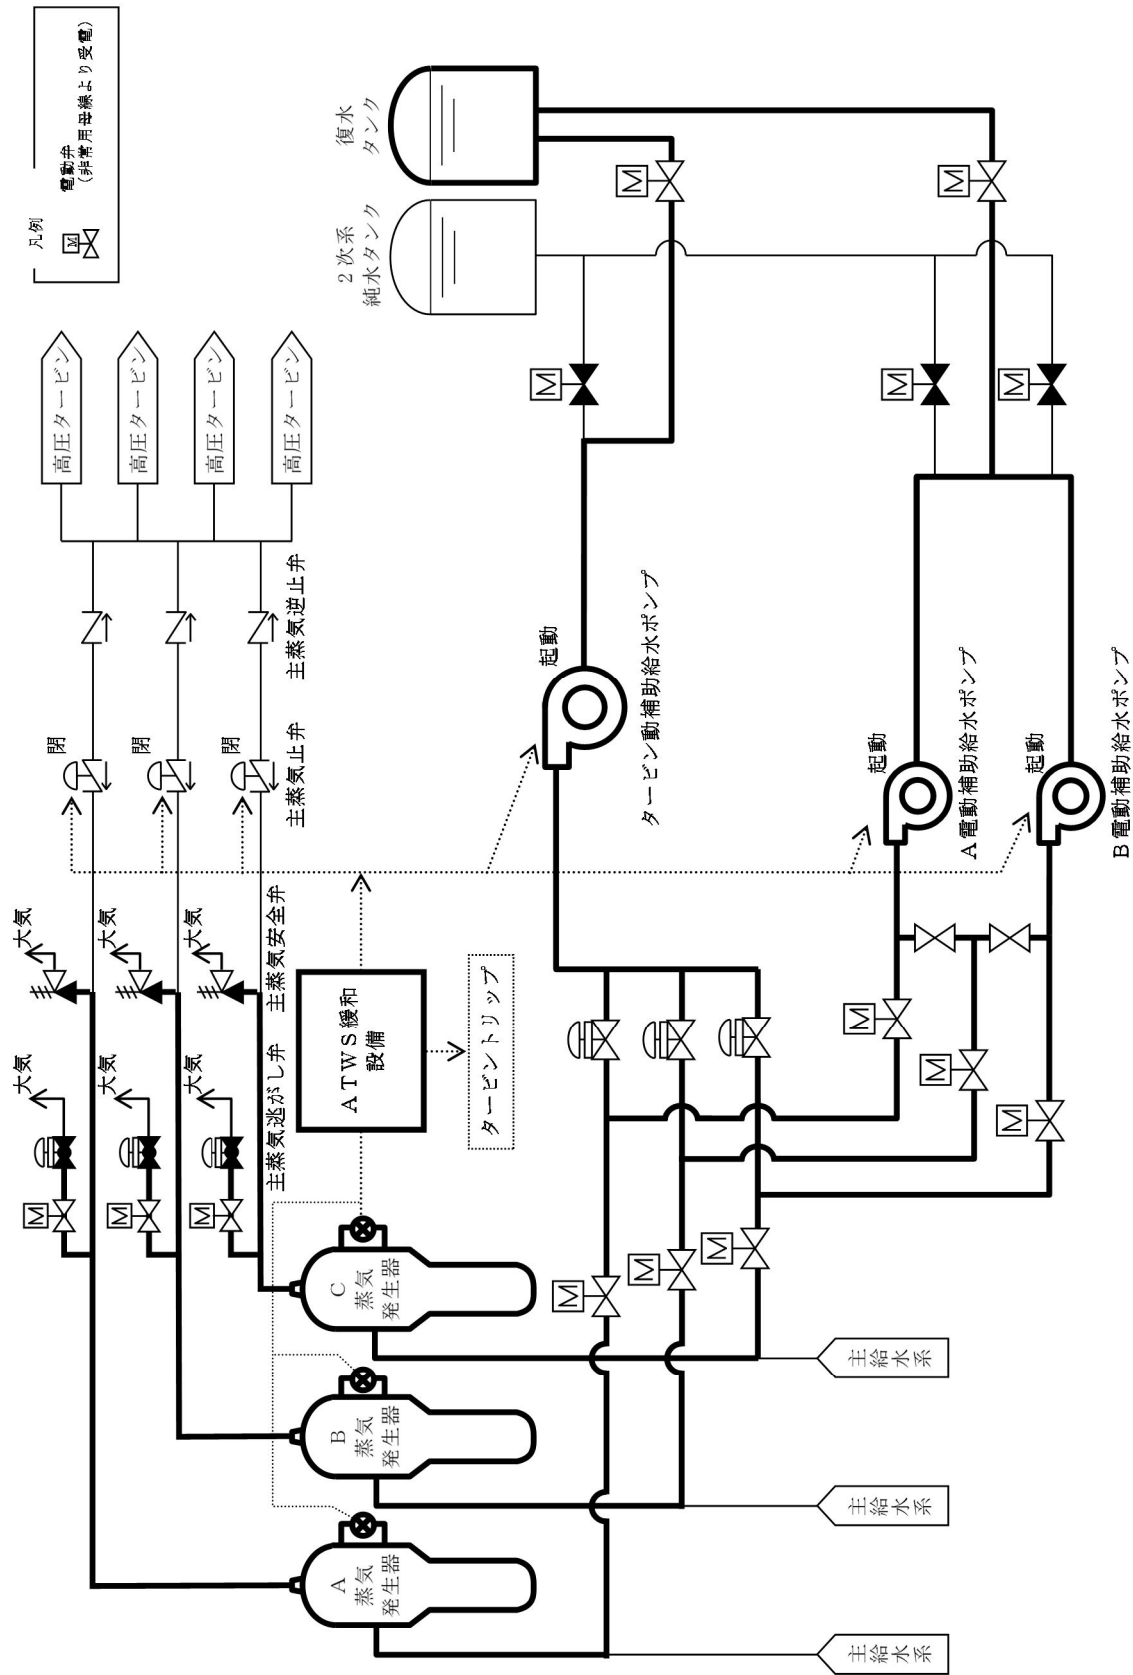 凡例
M
電動弁
(非常用母線より受電)
高圧タービン
高圧タービン
高圧タービン
高圧タービン
主蒸気逆止弁
閉
閉
閉
主蒸気止弁
大気
大気
大気
主蒸気安全弁
大気
大気
大気
主蒸気逃がし弁
M
M
M
ATWS緩和
設備
タービントリップ
A
蒸気
発生器
B
蒸気
発生器
C
蒸気
発生器
復水
タンク
2次系
純水タンク
M
M
M
M
M
起動
タービン動補助給水ポンプ
起動
A電動補助給水ポンプ
起動
B電動補助給水ポンプ
M
M
M
M
M
M
主給水系
主給水系
主給水系